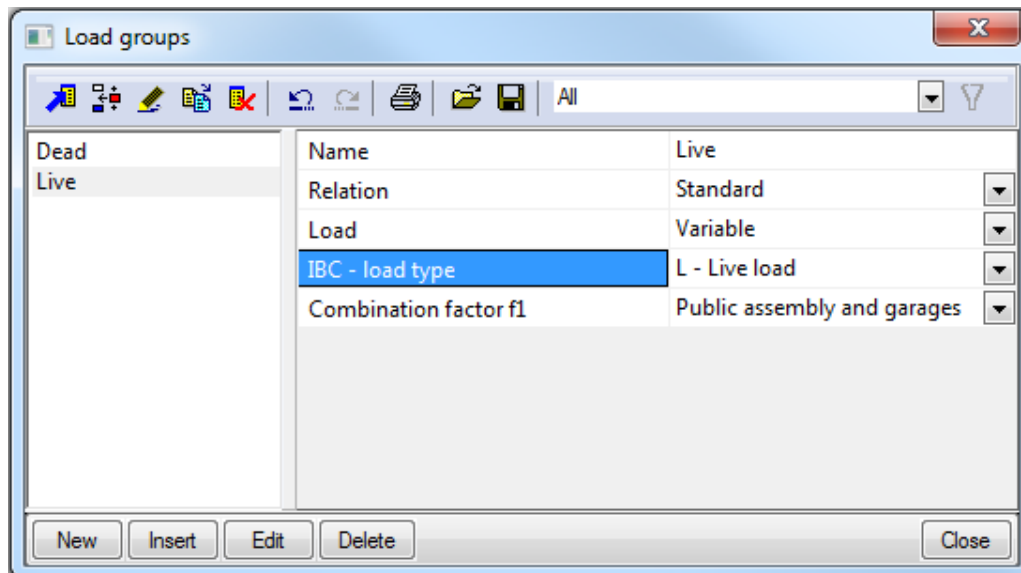 Load groups
All
Dead
Live
Name Live
Relation Standard
Load Variable
IBC - load type L - Live load
Combination factor f1 Public assembly and garages
New Insert Edit Delete Close